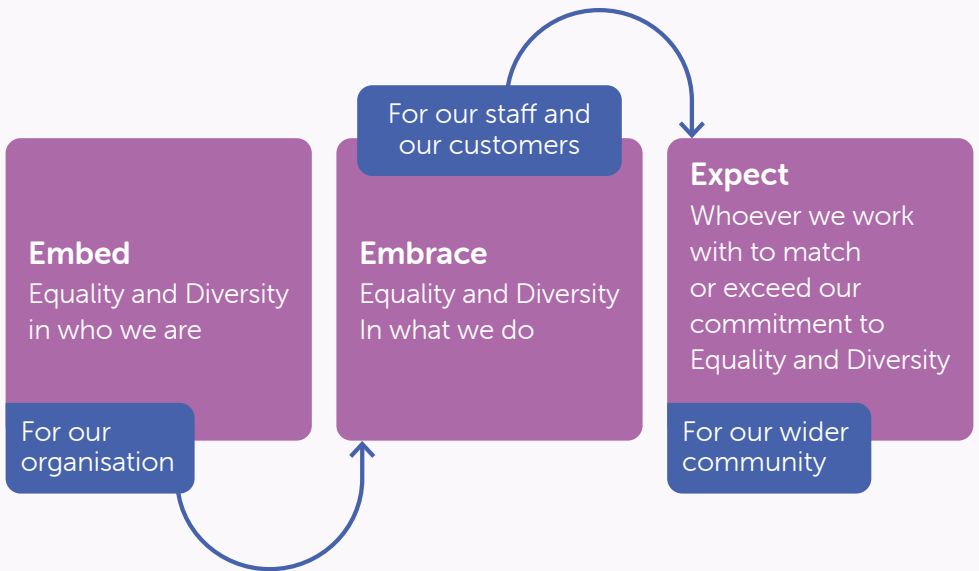 Embed
Equality and Diversity
in who we are
For our
organisation
For our staff and
our customers
Embrace
Equality and Diversity
In what we do
Expect
Whoever we work
with to match
or exceed our
commitment to
Equality and Diversity
For our wider
community